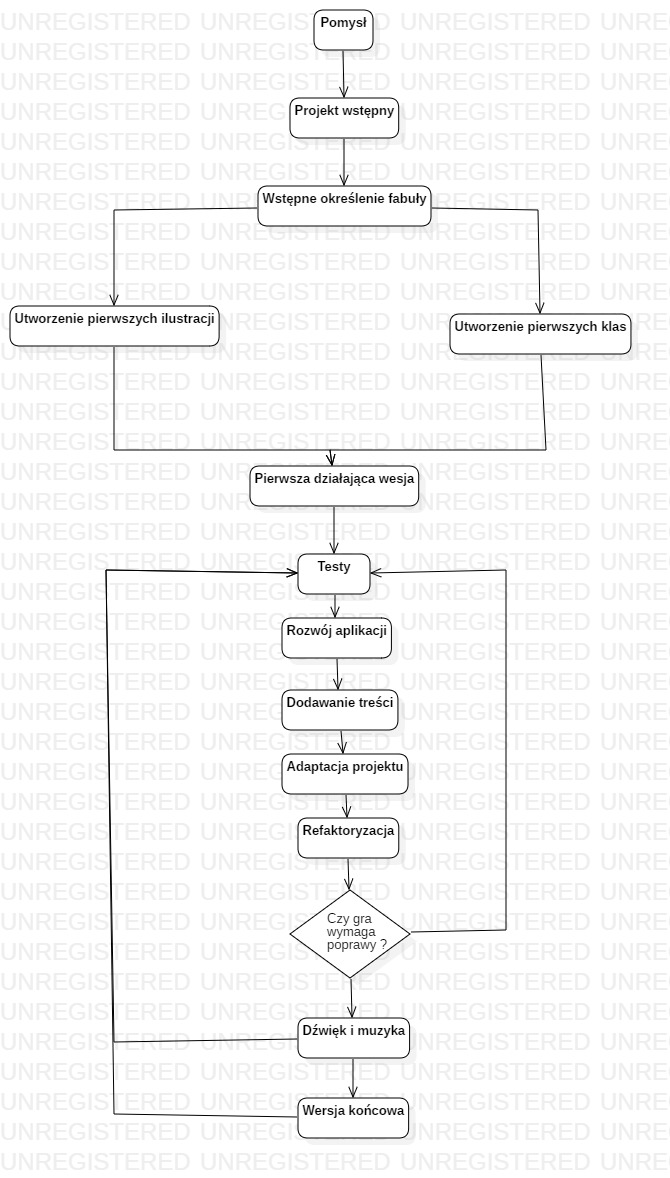 Pomysł
Projekt wstępny
Wstępne określenie fabuły
Utworzenie pierwszych ilustracji
Utworzenie pierwszych klas
Pierwsza działająca wesja
Testy
Rozwój aplikacji
Dodawanie treści
Adaptacja projektu
Refaktoryzacja
Czy gra
wymaga
poprawy ?
Dźwięk i muzyka
Wersja końcowa
UNREGISTERED